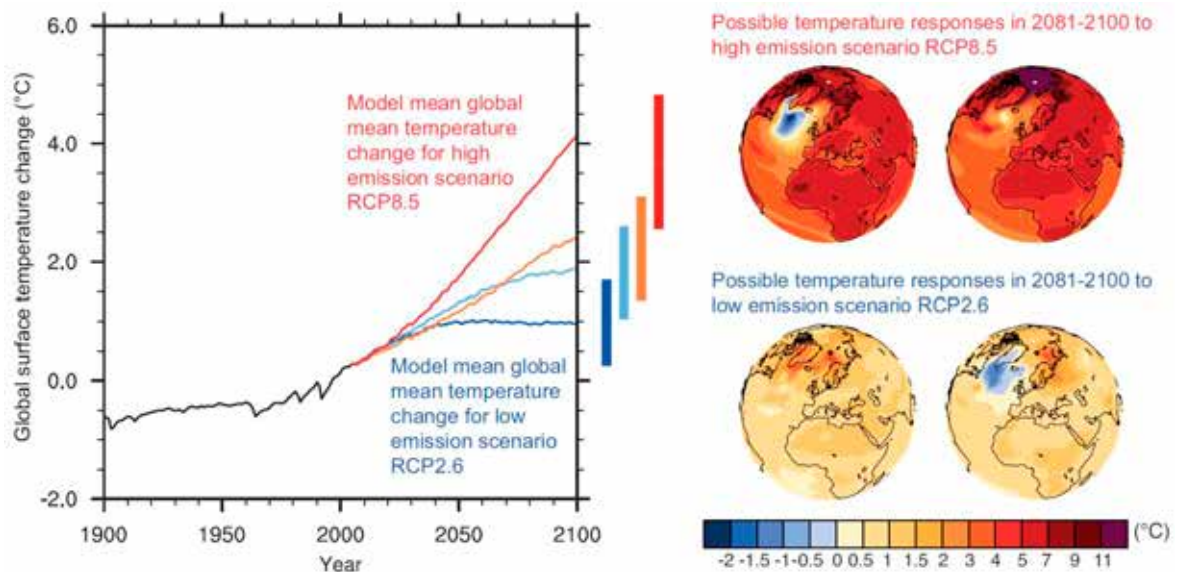 Global surface temperature change (°C)
6.0
4.0
2.0
0.0
-2.0
1900
1950
2000
2050
2100
Year
Model mean global
mean temperature
change for high
emission scenario
RCP8.5
Model mean global
mean temperature
change for low
emission scenario
RCP2.6
Possible temperature responses in 2081-2100 to
high emission scenario RCP8.5
Possible temperature responses in 2081-2100 to
low emission scenario RCP2.6
-2 -1.5 -1 -0.5 0 0.5 1 1.5 2 3 4 5 7 9 11 (°C)